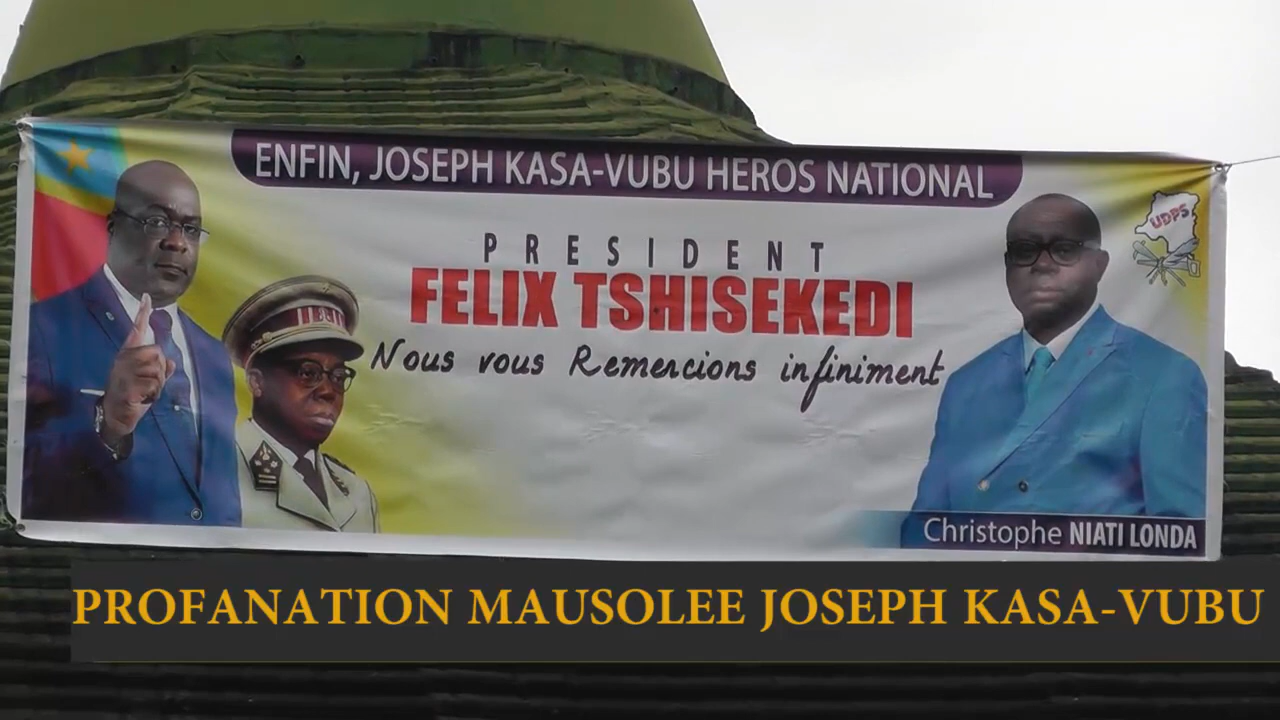 ENFIN, JOSEPH KASA-VUBU HEROS NATIONAL
UDPS
PRESIDENT
FELIX TSHISEKEDI
Nous vous Remercions infiniment
Christophe NIATI LONDA
PROFANATION MAUSOLEE JOSEPH KASA-VUBU